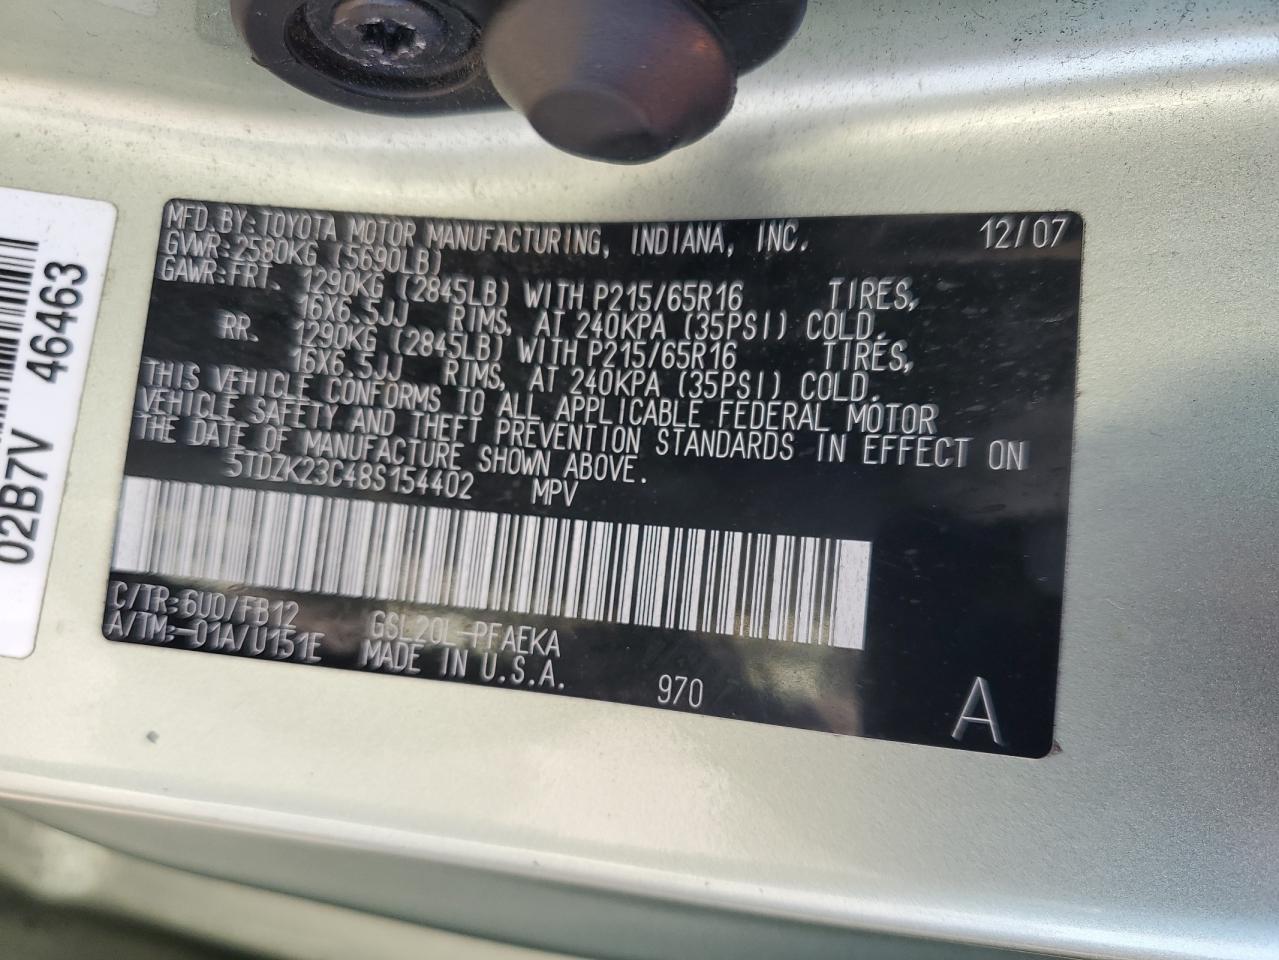 MFD.BY:TOYOTA MOTOR MANUFACTURING, INDIANA, INC. 12/07
GVWR:2580KG (5690LB)
GAWR:FRT. 1290KG (2845LB) WITH P215/65R16 TIRES,
16X6.5JJ RIMS, AT 240KPA (35PSI) COLD.
RR. 1290KG (2845LB) WITH P215/65R16 TIRES,
16X6.5JJ RIMS, AT 240KPA (35PSI) COLD.
THIS VEHICLE CONFORMS TO ALL APPLICABLE FEDERAL MOTOR
VEHICLE SAFETY AND THEFT PREVENTION STANDARDS IN EFFECT ON
THE DATE OF MANUFACTURE SHOWN ABOVE.
5TDZK23C48S154402 MPV
C/TR:6U0/FB12 GSL20L-PFAEKA
A/TM:-01A/U151E MADE IN U.S.A. 970 A
02B7V 46463